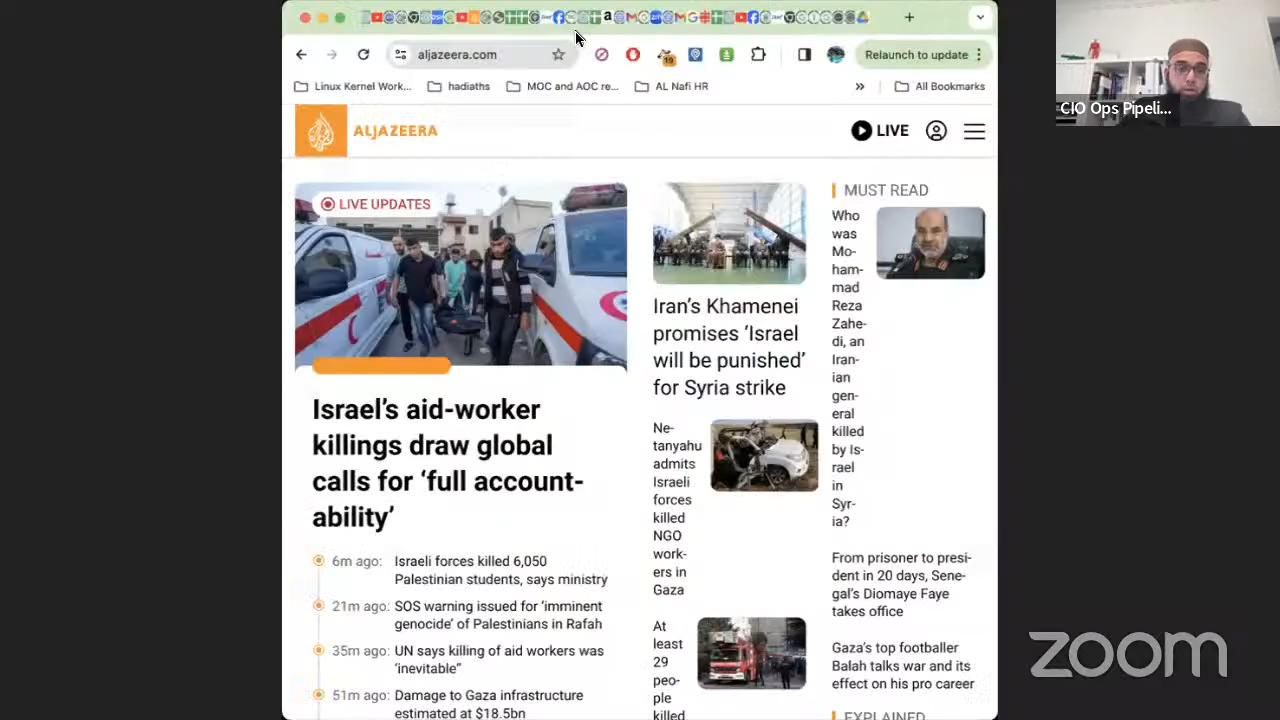 aljazeera.com
19
Relaunch to update
Linux Kernel Work...
hadiaths
MOC and AOC re...
AL Nafi HR
»
All Bookmarks
ALJAZEERA
LIVE
LIVE UPDATES
Israel's aid-worker
killings draw global
calls for 'full account-
ability'
6m ago:
Israeli forces killed 6,050
Palestinian students, says ministry
21m ago:
SOS warning issued for 'imminent
genocide' of Palestinians in Rafah
35m ago:
UN says killing of aid workers was
'inevitable"
51m ago:
Damage to Gaza infrastructure
estimated at $18.5bn
Iran's Khamenei
promises 'Israel
will be punished'
for Syria strike
Ne-
tanyahu
admits
Israeli
forces
killed
NGO
work-
ers in
Gaza
At
least
29
peo-
ple
killed
MUST READ
Who
was
Mo-
ham-
mad
Reza
Zahe-
di, an
Iran-
ian
gen-
eral
killed
by Is-
rael
in
Syr-
ia?
From prisoner to presi-
dent in 20 days, Sene-
gal's Diomaye Faye
takes office
Gaza's top footballer
Balah talks war and its
effect on his pro career
EXPLAINED
CIO Ops Pipeli...
zoom